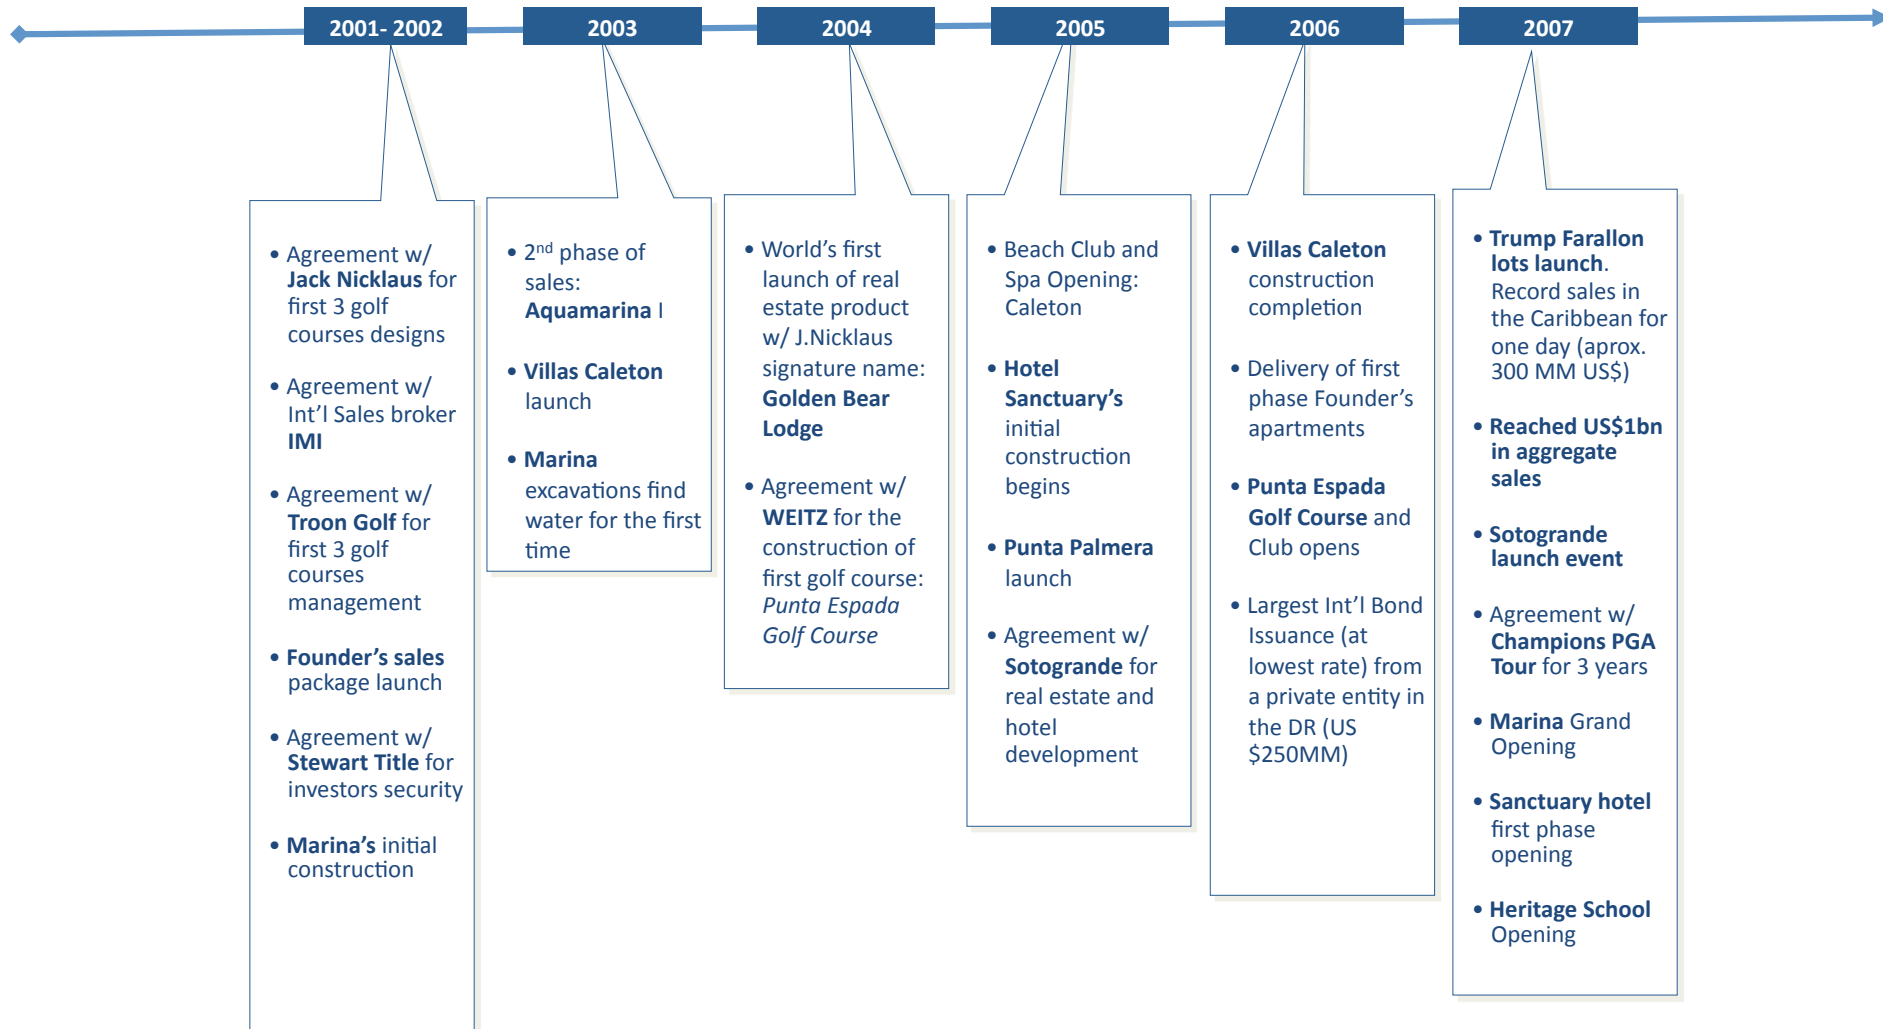 2001- 2002
2003
2004
2005
2006
2007
• Agreement w/
Jack Nicklaus for
first 3 golf
courses designs
• Agreement w/
Int'l Sales broker
IMI
• Agreement w/
Troon Golf for
first 3 golf
courses
management
• Founder's sales
package launch
• Agreement w/
Stewart Title for
investors security
• Marina's initial
construction
• 2nd phase of
sales:
Aquamarina I
• Villas Caleton
launch
• Marina
excavations find
water for the first
time
• World's first
launch of real
estate product
w/ J.Nicklaus
signature name:
Golden Bear
Lodge
• Agreement w/
WEITZ for the
construction of
first golf course:
Punta Espada
Golf Course
• Beach Club and
Spa Opening:
Caleton
• Hotel
Sanctuary's
initial
construction
begins
• Punta Palmera
launch
• Agreement w/
Sotogrande for
real estate and
hotel
development
• Villas Caleton
construction
completion
• Delivery of first
phase Founder's
apartments
• Punta Espada
Golf Course and
Club opens
• Largest Int'l Bond
Issuance (at
lowest rate) from
a private entity in
the DR (US
$250MM)
• Trump Farallon
lots launch.
Record sales in
the Caribbean for
one day (aprox.
300 MM US$)
• Reached US$1bn
in aggregate
sales
• Sotogrande
launch event
• Agreement w/
Champions PGA
Tour for 3 years
• Marina Grand
Opening
• Sanctuary hotel
first phase
opening
• Heritage School
Opening